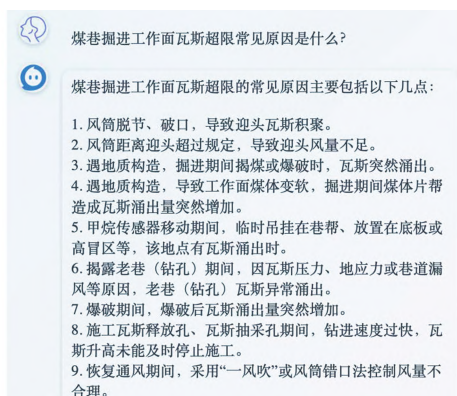 煤巷掘进工作面瓦斯超限常见原因是什么?
煤巷掘进工作面瓦斯超限的常见原因主要包括以下几点：
1. 风筒脱节、破口，导致迎头瓦斯积聚。
2. 风筒距离迎头超过规定，导致迎头风量不足。
3. 遇地质构造，掘进期间揭煤或爆破时，瓦斯突然涌出。
4. 遇地质构造，导致工作面煤体变软，掘进期间煤体片帮
造成瓦斯涌出量突然增加。
5. 甲烷传感器移动期间，临时吊挂在巷帮、放置在底板或
高冒区等，该地点有瓦斯涌出时。
6. 揭露老巷（钻孔）期间，因瓦斯压力、地应力或巷道漏
风等原因，老巷（钻孔）瓦斯异常涌出。
7. 爆破期间，爆破后瓦斯涌出量突然增加。
8. 施工瓦斯释放孔、瓦斯抽采孔期间，钻进速度过快，瓦
斯升高未能及时停止施工。
9. 恢复通风期间，采用“一风吹”或风筒错口法控制风量不
合理。